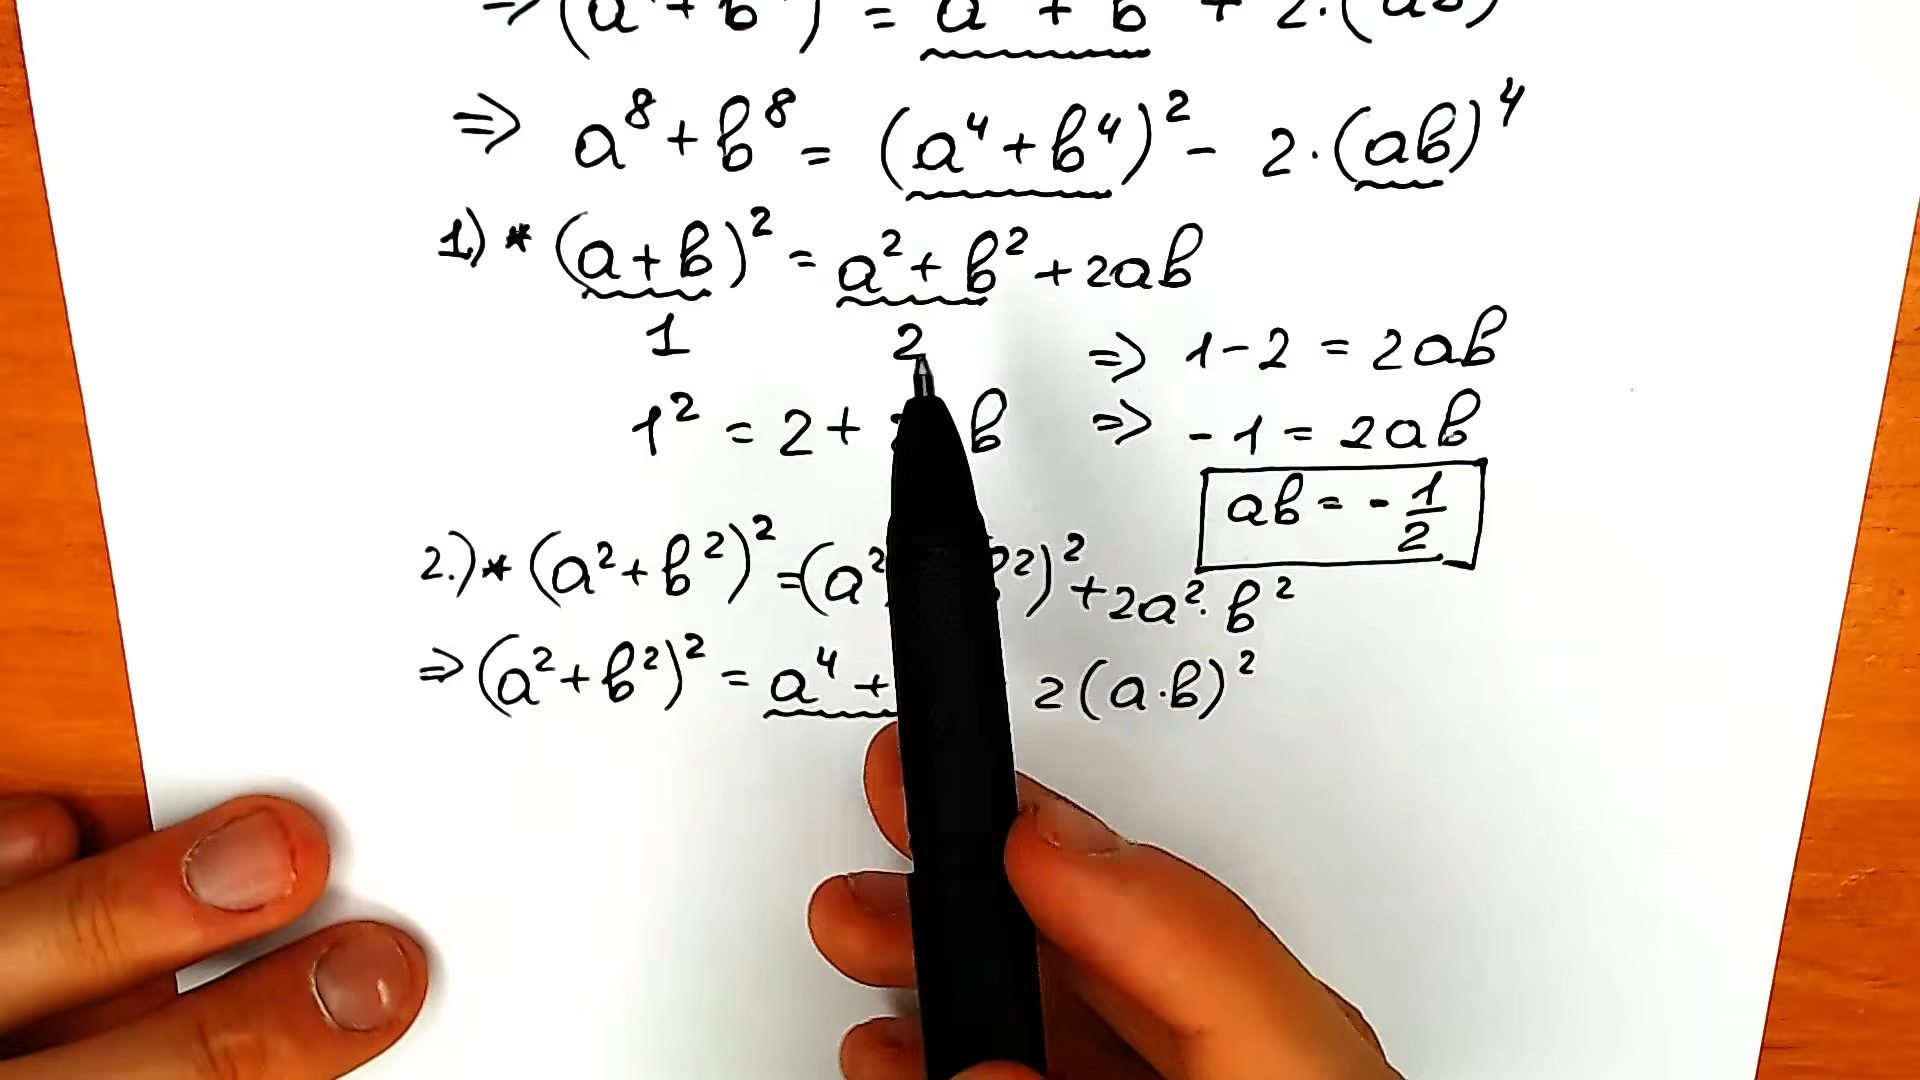 => (a + b ) = a + b + 2·(ab)
=> a⁸ + b⁸ = (a⁴ + b⁴)² - 2·(ab)⁴
1.) * (a + b)² = a² + b² + 2ab
1 2 => 1 - 2 = 2ab
1² = 2 + b => -1 = 2ab
ab = - 1/2
2.) * (a² + b²)² = (a² ²)² + 2a²·b²
=> (a² + b²)² = a⁴ + 2(a·b)²